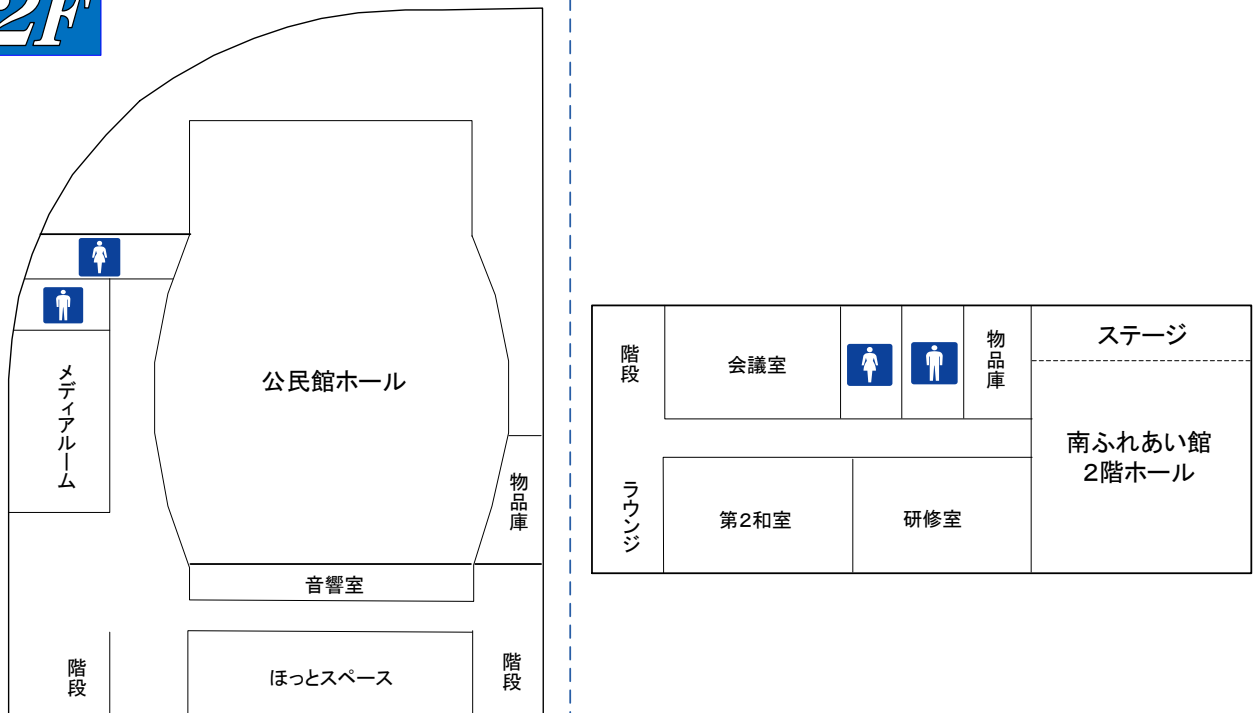 2F
公民館ホール
メディアルーム
物品庫
音響室
階段
ほっとスペース
階段
階段
会議室
物品庫
ステージ
南ふれあい館
2階ホール
ラウンジ
第2和室
研修室